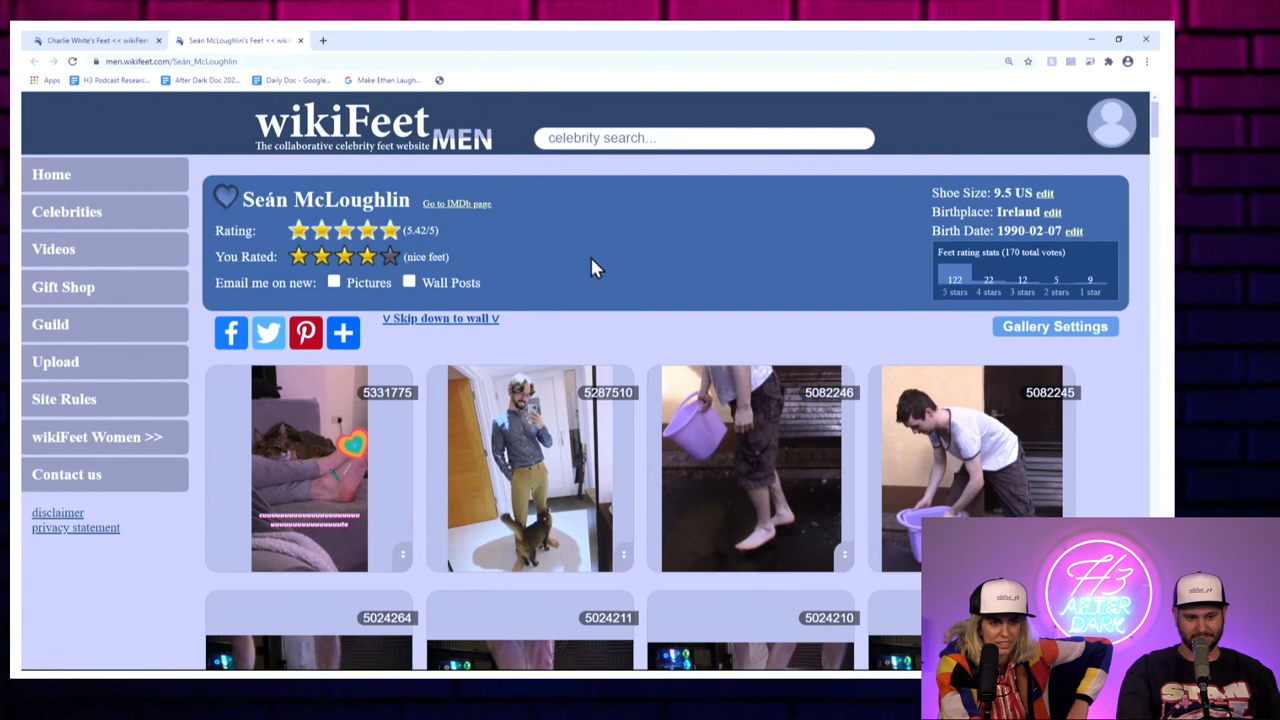 Charlie White's Feet << wikiFeet
Seán McLoughlin's Feet << wiki
men.wikifeet.com/Seán_McLoughlin
Apps
H3 Podcast Researc...
After Dark Doc 202...
Daily Doc - Google...
Make Ethan Laugh...
wikiFeet MEN
The collaborative celebrity feet website
celebrity search...
Home
Celebrities
Videos
Gift Shop
Guild
Upload
Site Rules
wikiFeet Women >>
Contact us
disclaimer
privacy statement
Seán McLoughlin Go to IMDb page
Rating: (5.42/5)
You Rated: (nice feet)
Email me on new: Pictures Wall Posts
Shoe Size: 9.5 US edit
Birthplace: Ireland edit
Birth Date: 1990-02-07 edit
Feet rating stats (170 total votes)
122 22 12 5 9
5 stars 4 stars 3 stars 2 stars 1 star
V Skip down to wall V
Gallery Settings
5331775
5287510
5082246
5082245
5024264
5024211
5024210
H3
AFTER
DARK